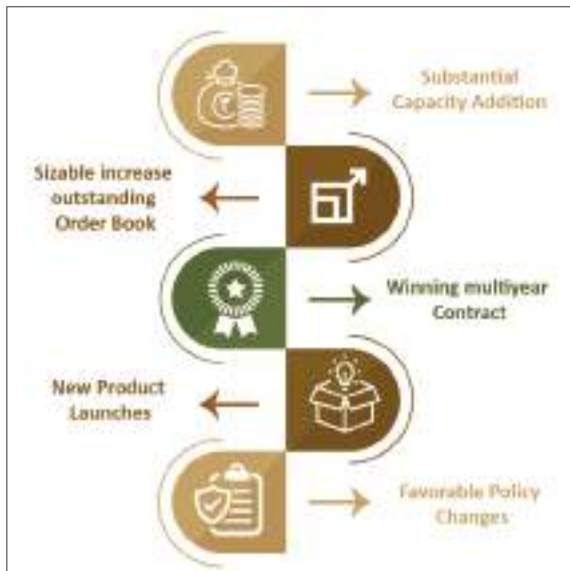 Substantial
Capacity Addition
Sizable increase
outstanding
Order Book
Winning multiyear
Contract
New Product
Launches
Favorable Policy
Changes